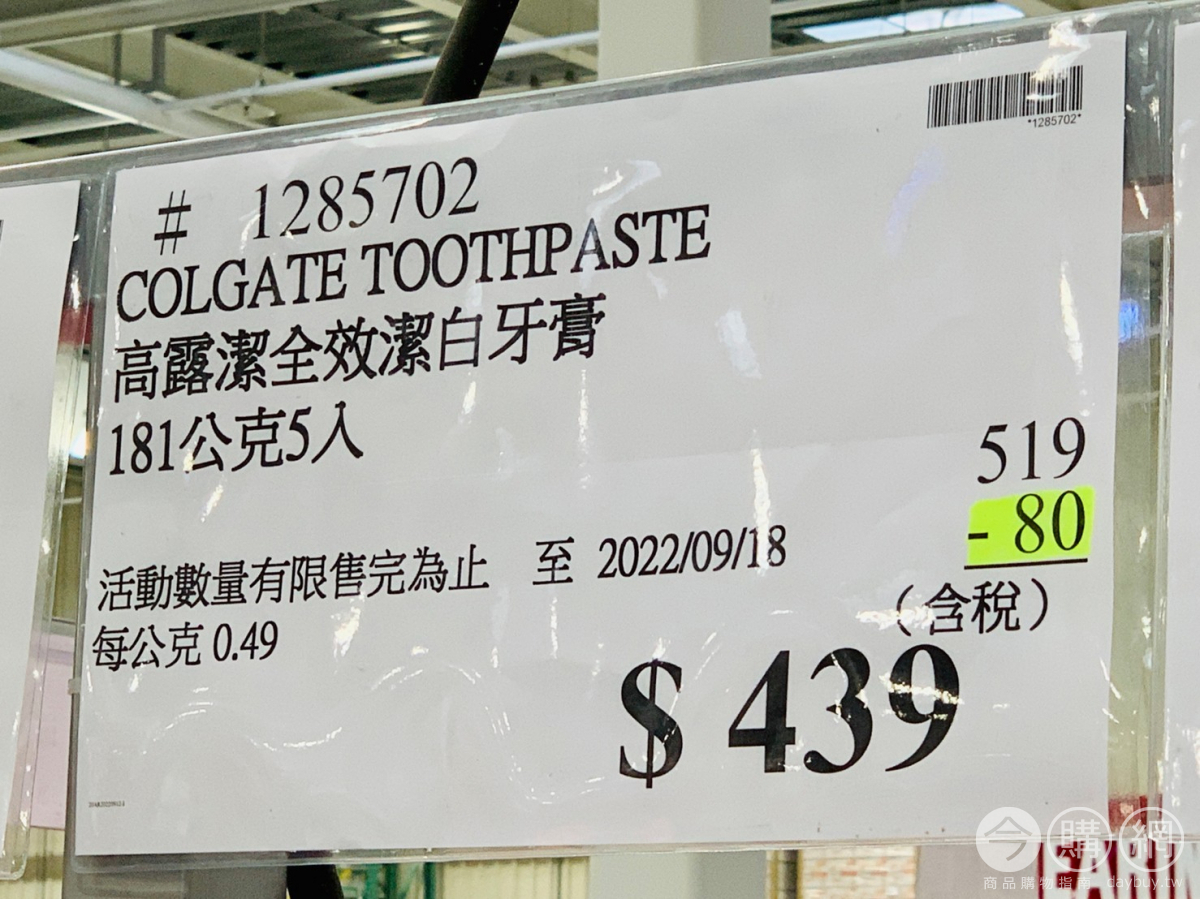 *1285702*
# 1285702
COLGATE TOOTHPASTE
高露潔全效潔白牙膏
181公克5入
519
- 80
活動數量有限售完為止 至 2022/09/18
(含稅)
每公克 0.49
$ 439
今購網
商品購物指南 daybuy.tw